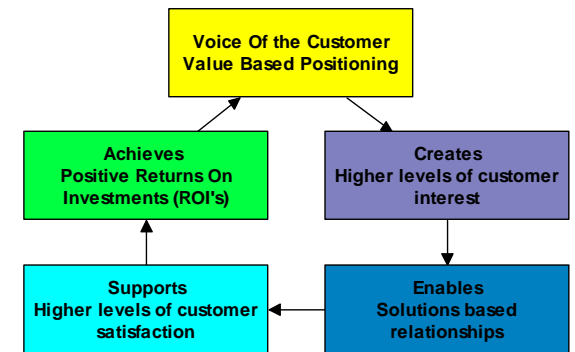 Voice Of the Customer
Value Based Positioning
Achieves
Positive Returns On
Investments (ROI's)
Creates
Higher levels of customer
interest
Supports
Higher levels of customer
satisfaction
Enables
Solutions based
relationships